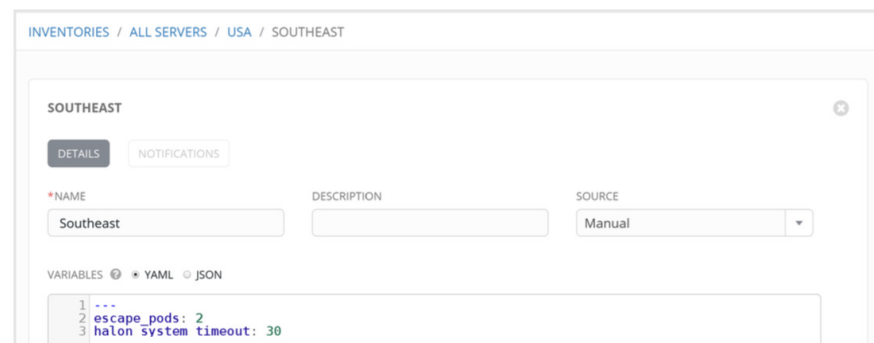 INVENTORIES / ALL SERVERS / USA / SOUTHEAST
SOUTHEAST
DETAILS NOTIFICATIONS
*NAME DESCRIPTION SOURCE
Southeast Manual
VARIABLES ? YAML JSON
1 ---
2 escape_pods: 2
3 halon_system_timeout: 30